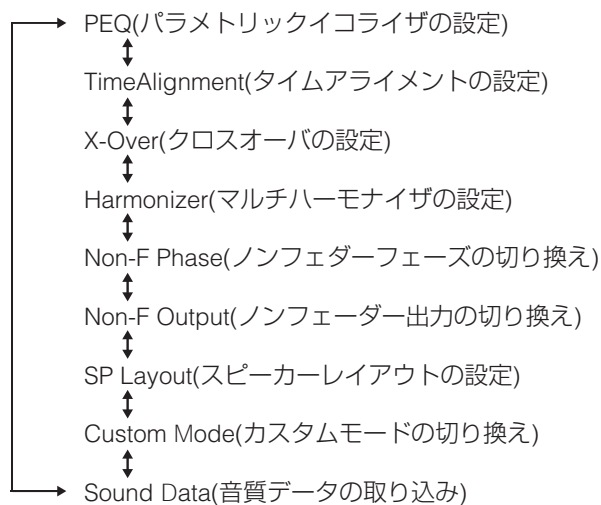 PEQ(パラメトリックイコライザの設定)
TimeAlignment(タイムアライメントの設定)
X-Over(クロスオーバの設定)
Harmonizer(マルチハーモナイザの設定)
Non-F Phase(ノンフェダーフェーズの切り換え)
Non-F Output(ノンフェーダー出力の切り換え)
SP Layout(スピーカーレイアウトの設定)
Custom Mode(カスタムモードの切り換え)
Sound Data(音質データの取り込み)